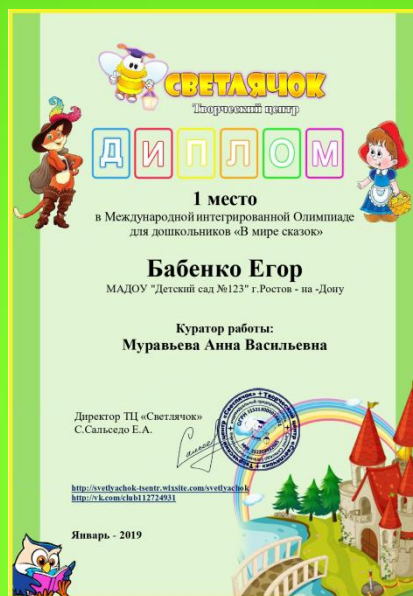 СВЕТЛЯЧОК
Творческий центр
ДИПЛОМ
1 место
в Международной интегрированной Олимпиаде
для дошкольников «В мире сказок»
Бабенко Егор
МАДОУ "Детский сад №123" г.Ростов - на -Дону
Куратор работы:
Муравьева Анна Васильевна
Директор ТЦ «Светлячок»
С.Сальседо Е.А.
http://svetlyachok-tsentr.wixsite.com/svetlyachok
http://vk.com/club112724931
Январь - 2019